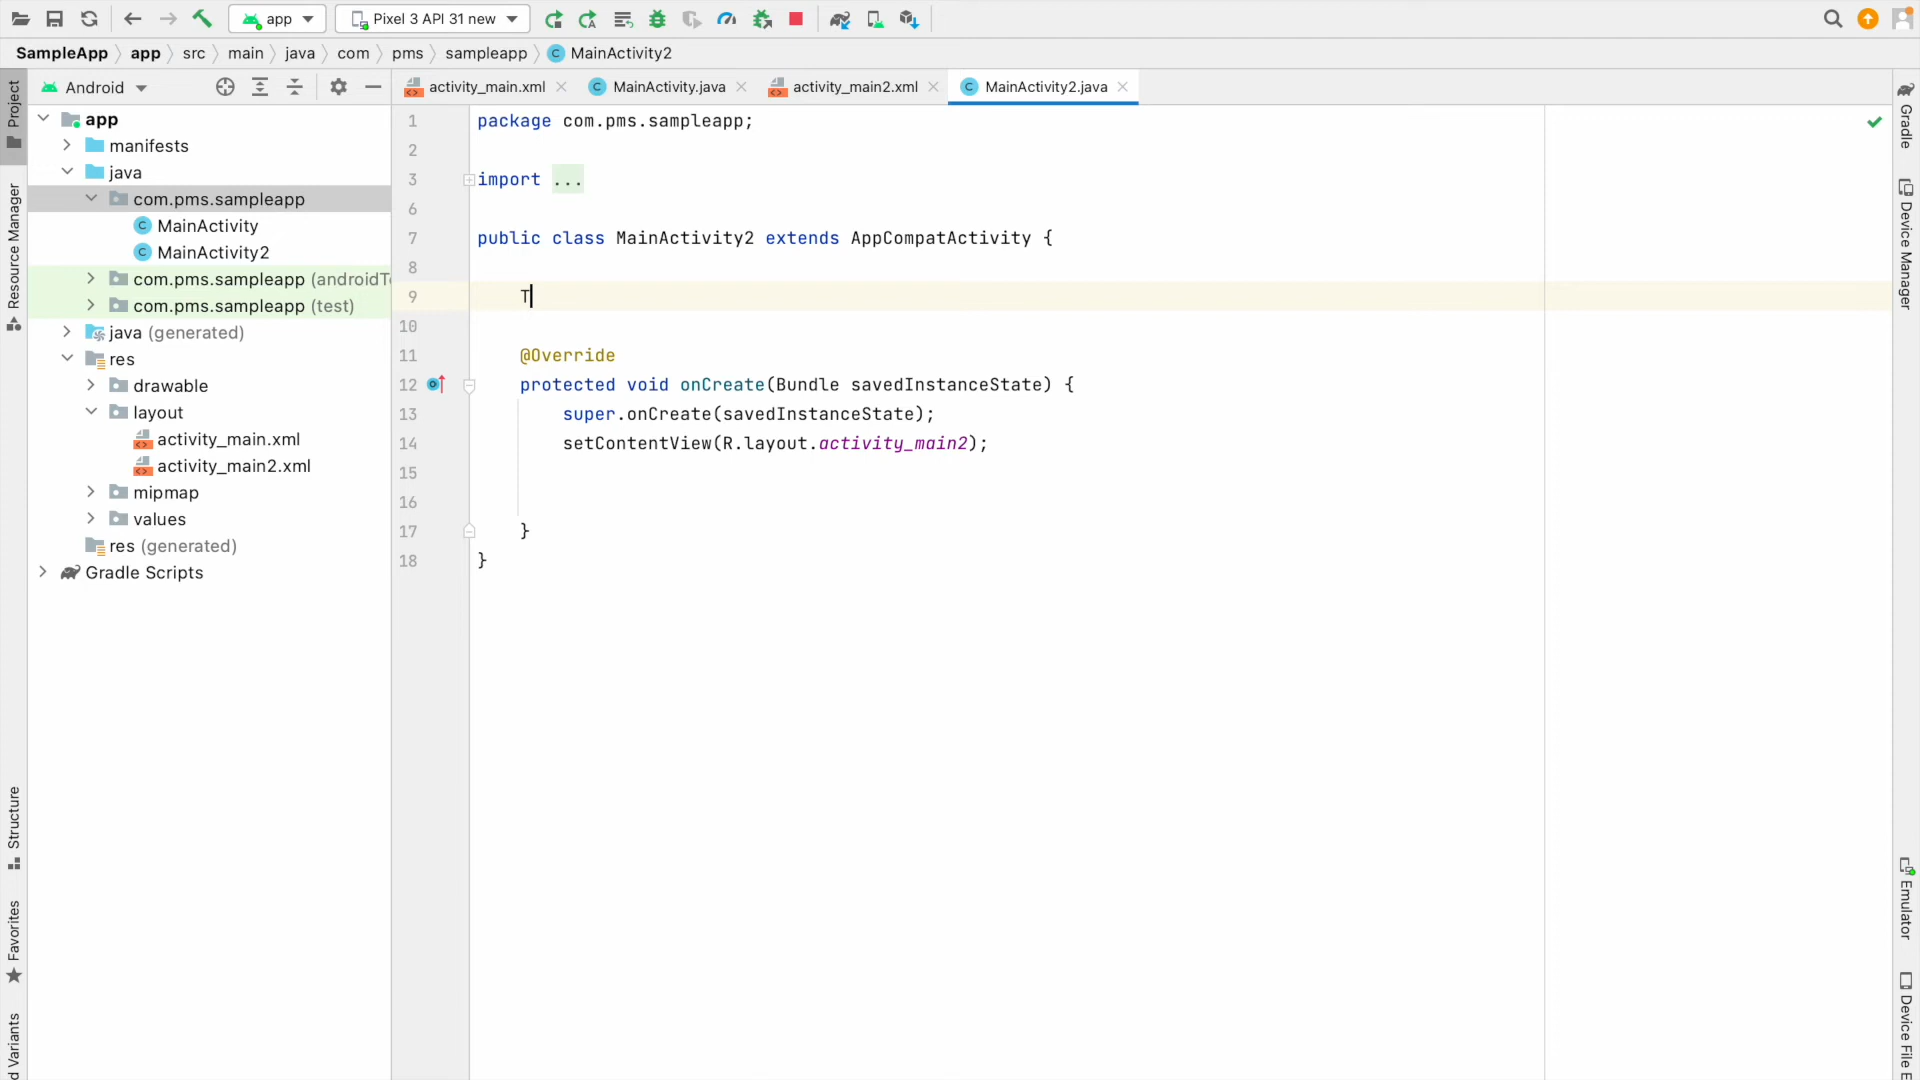 app
Pixel 3 API 31 new
SampleApp app src main java com pms sampleapp C MainActivity2
Android
activity_main.xml
C MainActivity.java
activity_main2.xml
C MainActivity2.java
Project
Resource Manager
Structure
Favorites
d Variants
app
manifests
java
com.pms.sampleapp
C MainActivity
C MainActivity2
com.pms.sampleapp (androidTe
com.pms.sampleapp (test)
java (generated)
res
drawable
layout
activity_main.xml
activity_main2.xml
mipmap
values
res (generated)
Gradle Scripts
1 package com.pms.sampleapp;
2
3 import ...
6
7 public class MainActivity2 extends AppCompatActivity {
8
9 T
10
11 @Override
12 protected void onCreate(Bundle savedInstanceState) {
13 super.onCreate(savedInstanceState);
14 setContentView(R.layout.activity_main2);
15
16
17 }
18 }
Gradle
Device Manager
Emulator
Device File E